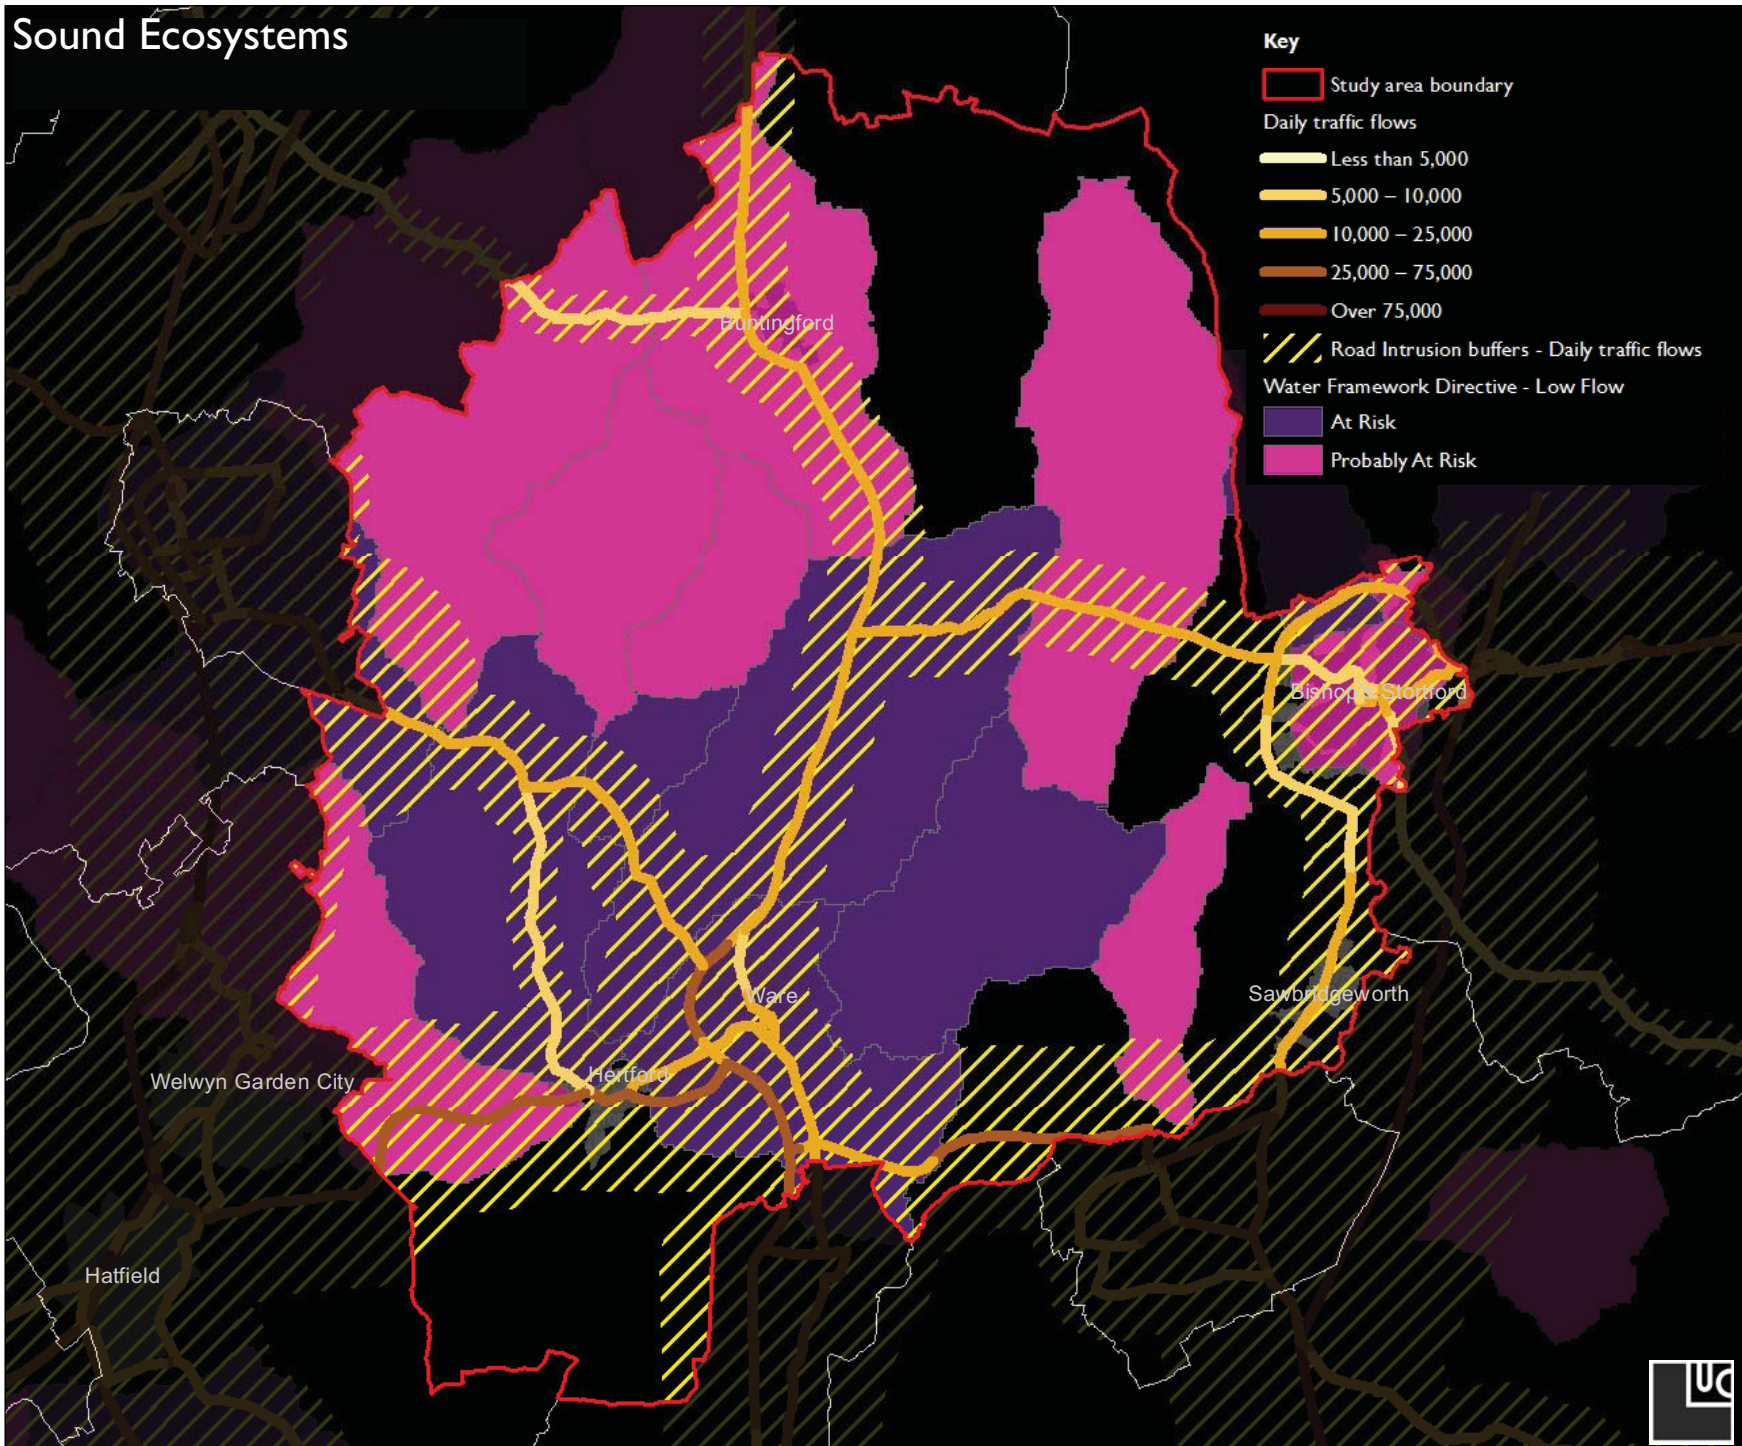 Sound Ecosystems
Key
Study area boundary
Daily traffic flows
Less than 5,000
5,000 – 10,000
10,000 – 25,000
25,000 – 75,000
Over 75,000
Road Intrusion buffers - Daily traffic flows
Water Framework Directive - Low Flow
At Risk
Probably At Risk
Buntingford
Bishop's Stortford
Ware
Sawbridgeworth
Hertford
Welwyn Garden City
Hatfield
LUC